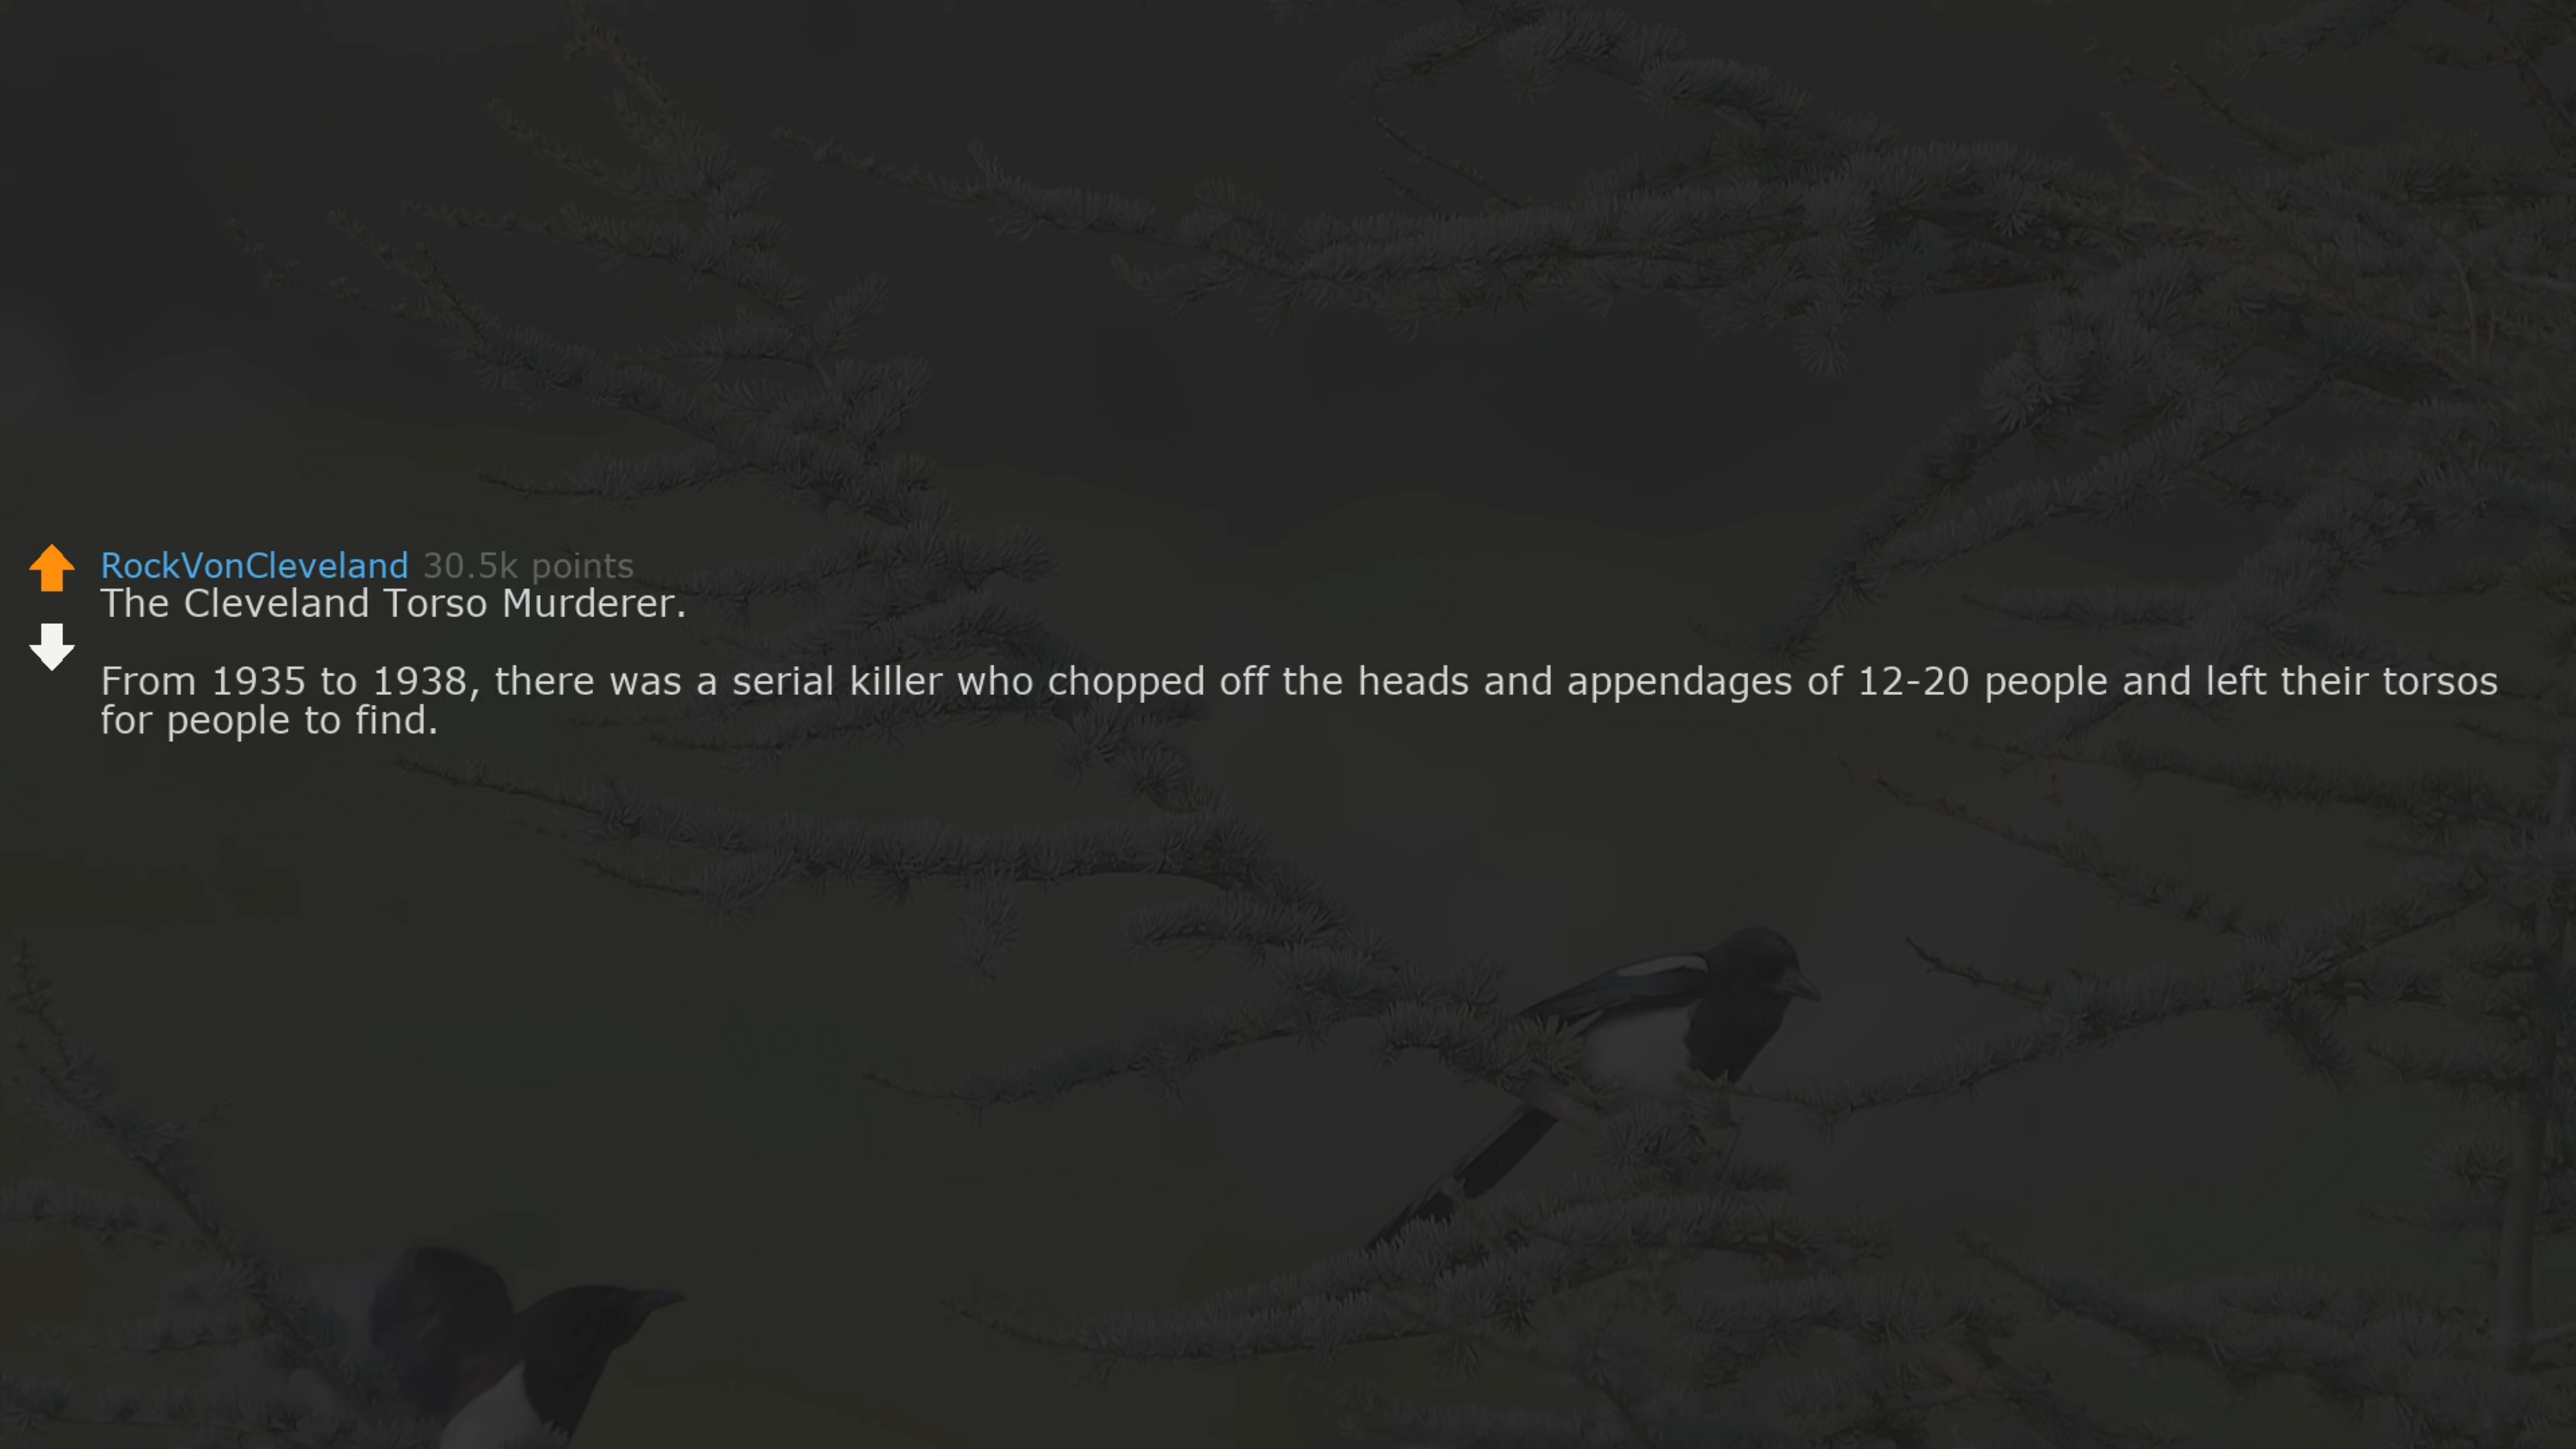 RockVonCleveland 30.5k points
The Cleveland Torso Murderer.
From 1935 to 1938, there was a serial killer who chopped off the heads and appendages of 12-20 people and left their torsos
for people to find.